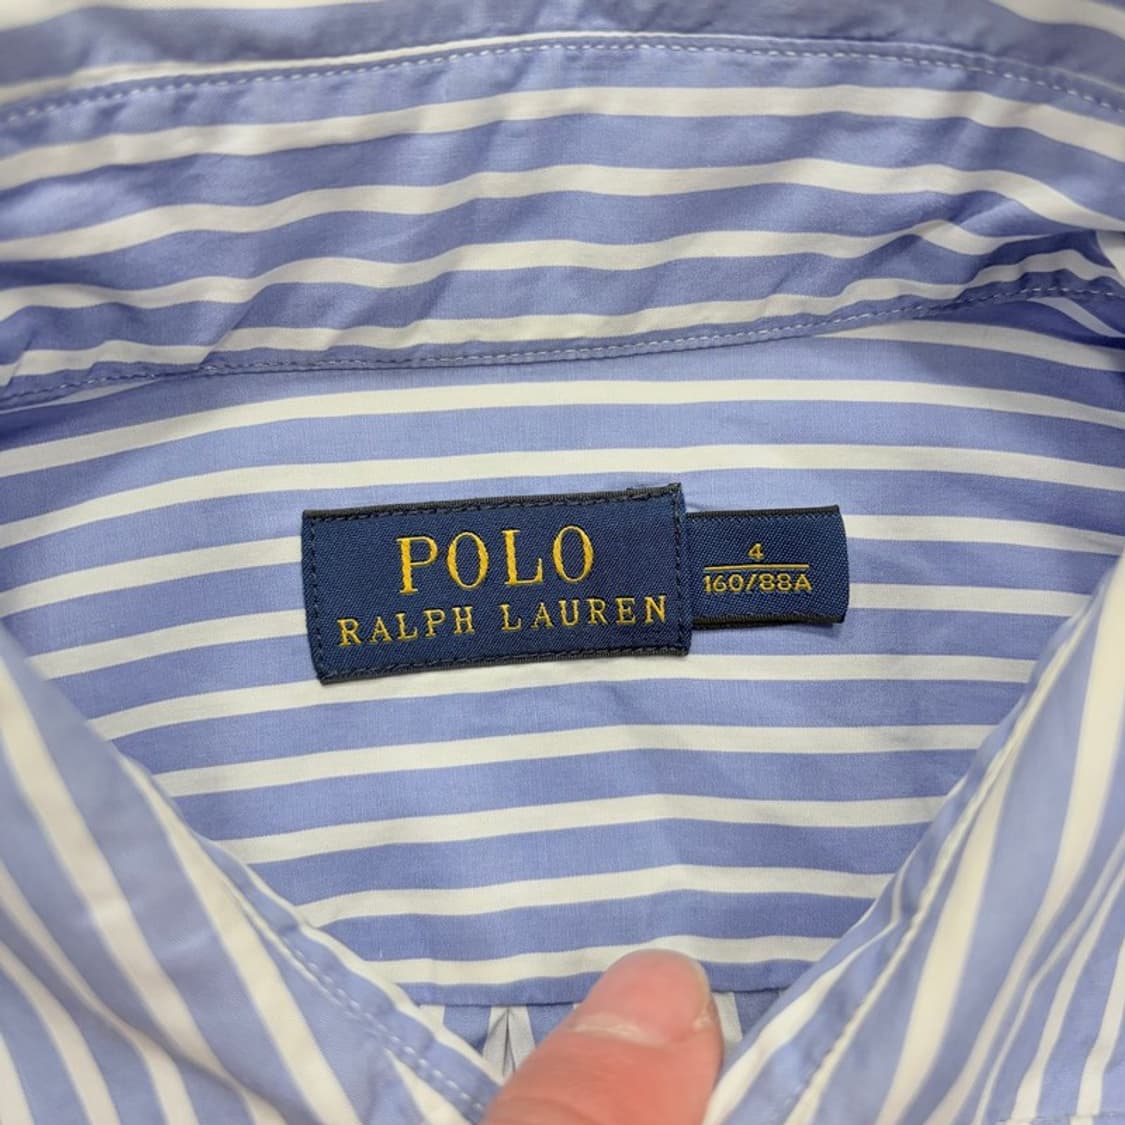 POLO
RALPH LAUREN
4
160/88A